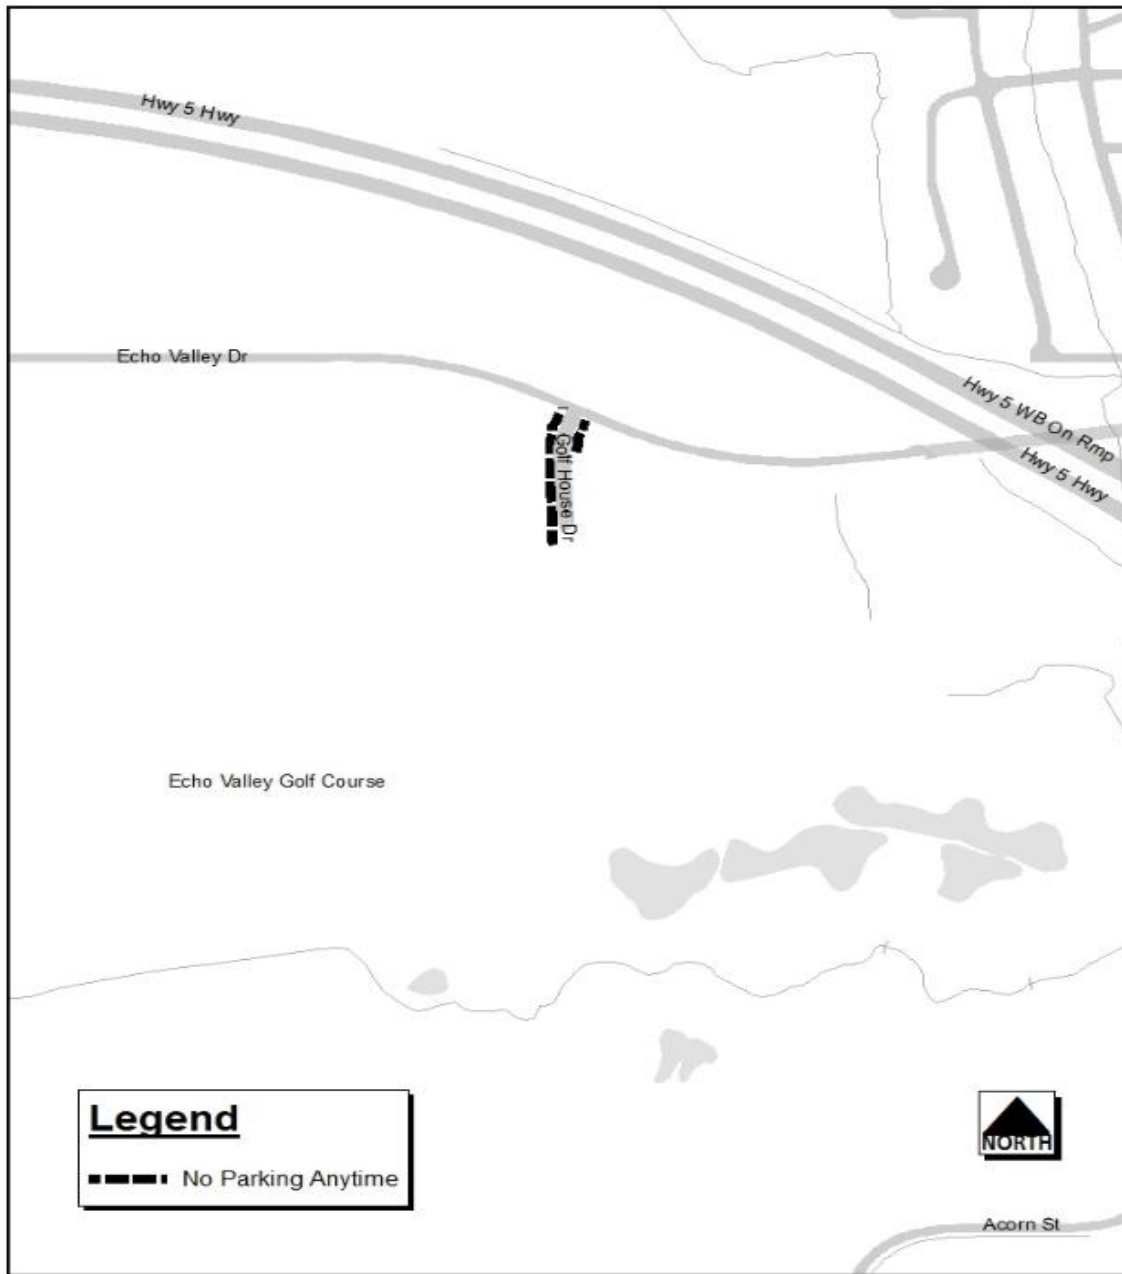 Hwy 5 Hwy
Echo Valley Dr
Hwy 5 WB On Rmp
Hwy 5 Hwy
Golf House Dr
Echo Valley Golf Course
Legend
No Parking Anytime
NORTH
Acorn St